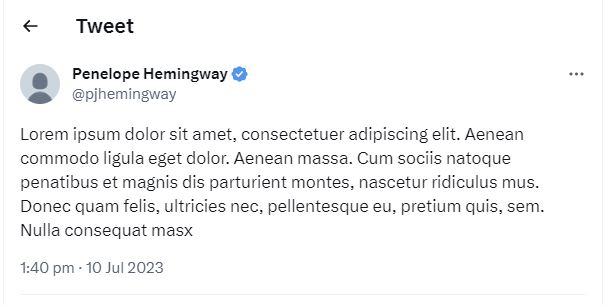 Tweet
Penelope Hemingway
@pjhemingway
Lorem ipsum dolor sit amet, consectetuer adipiscing elit. Aenean
commodo ligula eget dolor. Aenean massa. Cum sociis natoque
penatibus et magnis dis parturient montes, nascetur ridiculus mus.
Donec quam felis, ultricies nec, pellentesque eu, pretium quis, sem.
Nulla consequat masx
1:40 pm · 10 Jul 2023